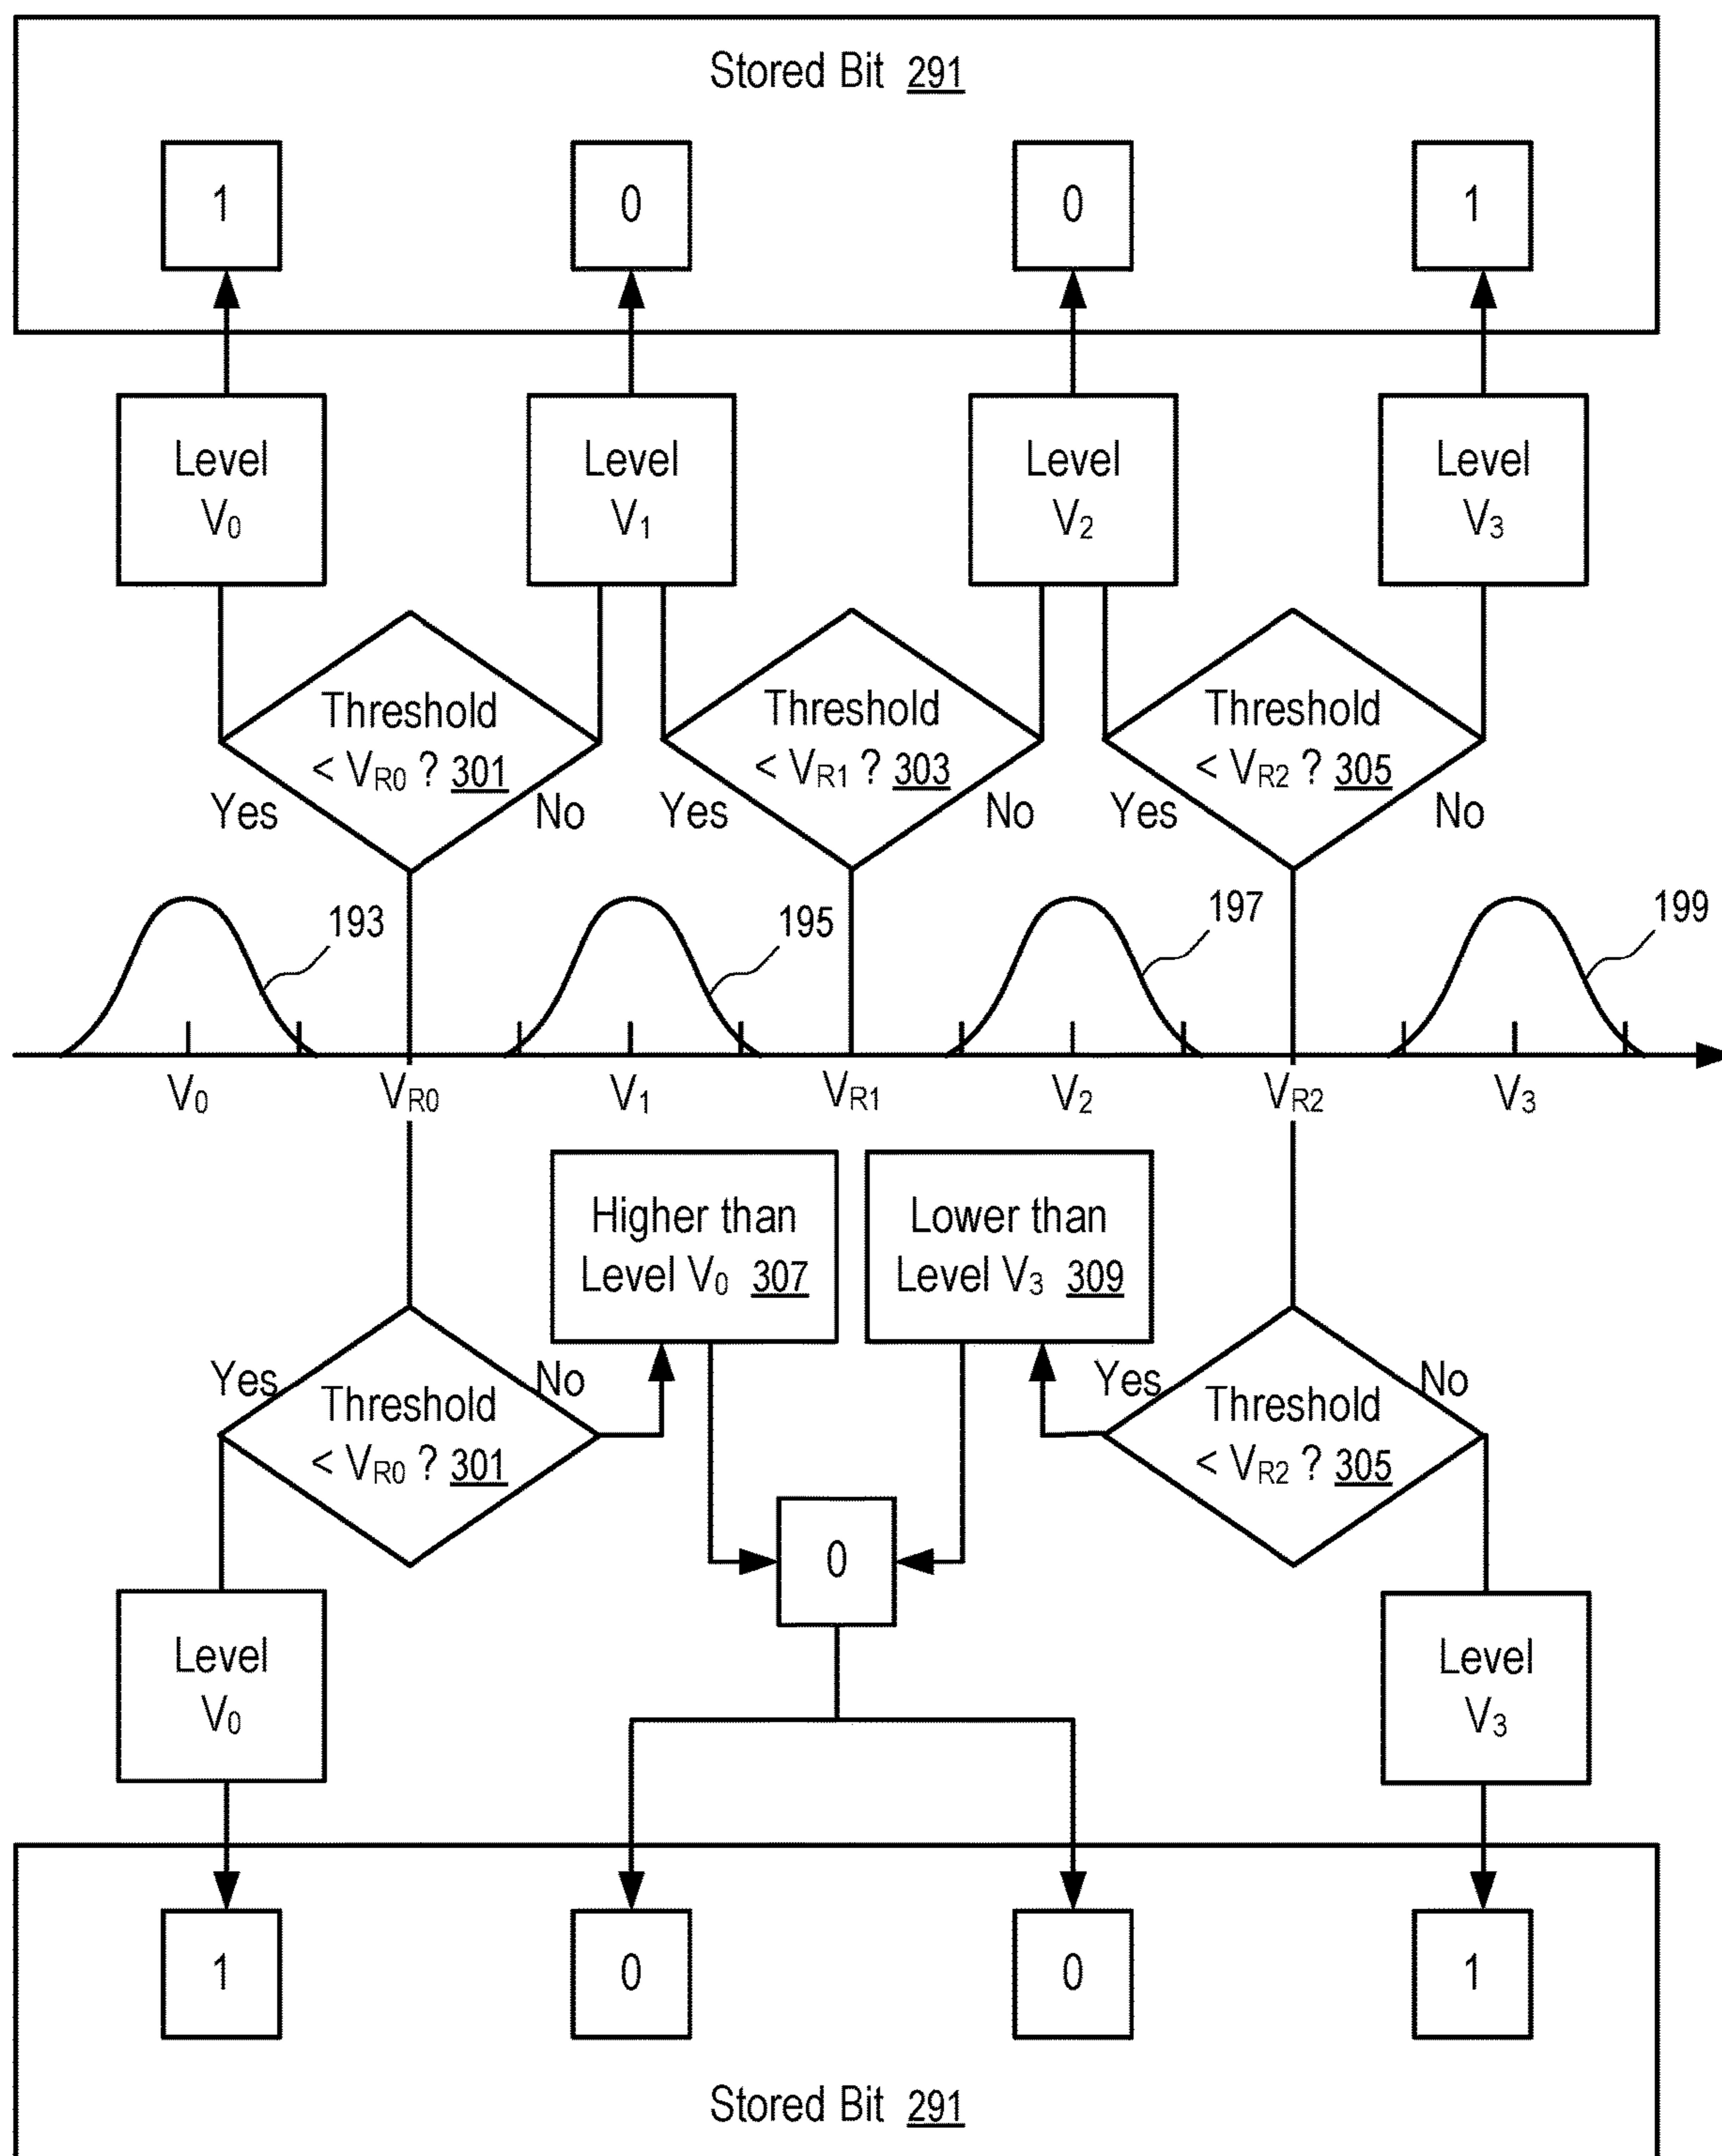 Stored Bit 291
1 0 0 1
Level Level Level Level
V0 V1 V2 V3
Threshold Threshold Threshold
< VR0 ? 301 < VR1 ? 303 < VR2 ? 305
Yes No Yes No Yes No
193 195 197 199
V0 VR0 V1 VR1 V2 VR2 V3
Higher than Lower than
Level V0 307 Level V3 309
Yes No Yes No
Threshold Threshold
< VR0 ? 301 < VR2 ? 305
0
Level Level
V0 V3
1 0 0 1
Stored Bit 291